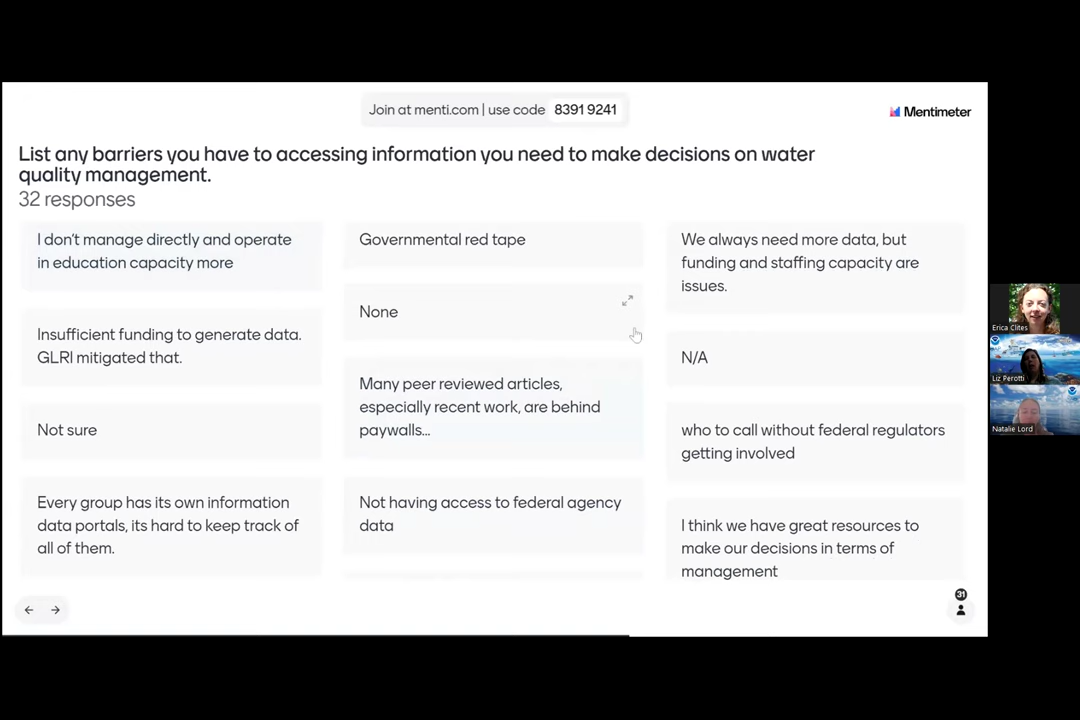 Join at menti.com | use code 8391 9241
Mentimeter
List any barriers you have to accessing information you need to make decisions on water
quality management.
32 responses
I don't manage directly and operate
in education capacity more
Insufficient funding to generate data.
GLRI mitigated that.
Not sure
Every group has its own information
data portals, its hard to keep track of
all of them.
Governmental red tape
None
Many peer reviewed articles,
especially recent work, are behind
paywalls...
Not having access to federal agency
data
We always need more data, but
funding and staffing capacity are
issues.
N/A
who to call without federal regulators
getting involved
I think we have great resources to
make our decisions in terms of
management
31
Erica Clites
Liz Perotti
Natalie Lord